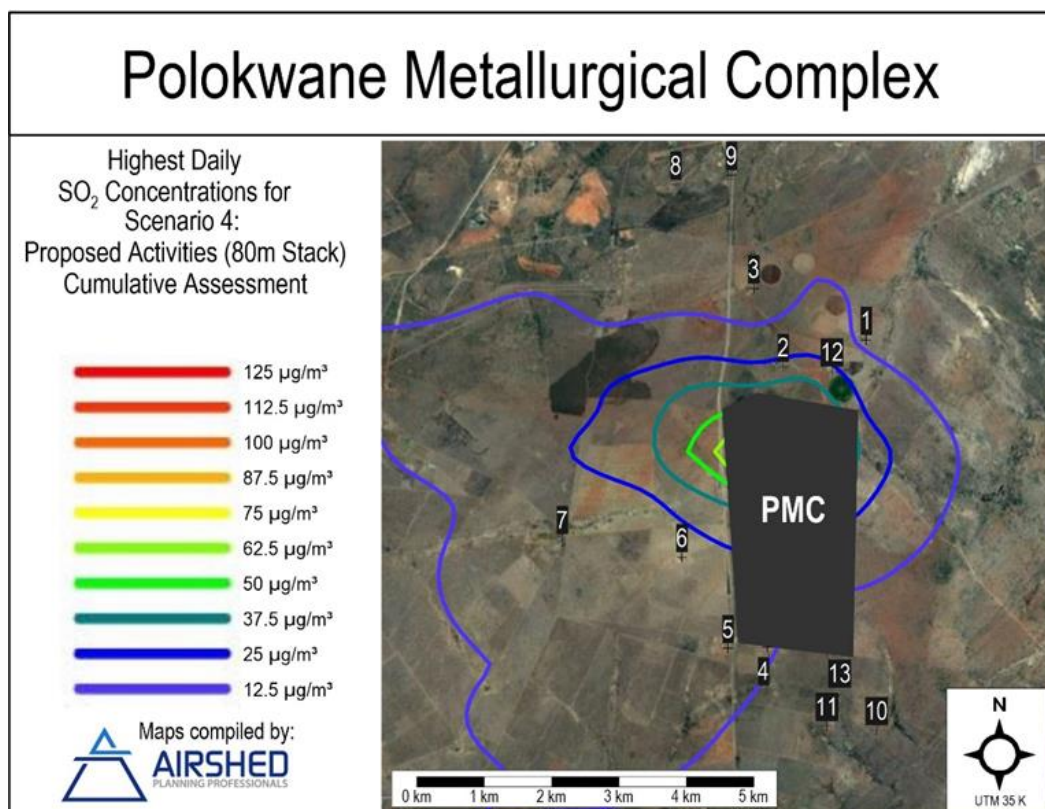 Polokwane Metallurgical Complex
Highest Daily
SO₂ Concentrations for
Scenario 4:
Proposed Activities (80m Stack)
Cumulative Assessment
125 µg/m³
112.5 µg/m³
100 µg/m³
87.5 µg/m³
75 µg/m³
62.5 µg/m³
50 µg/m³
37.5 µg/m³
25 µg/m³
12.5 µg/m³
Maps compiled by:
AIRSHED
PLANNING PROFESSIONALS
8
9
3
1
2
12
PMC
7
6
5
4
13
11
10
0 km 1 km 2 km 3 km 4 km 5 km
N
UTM 35 K